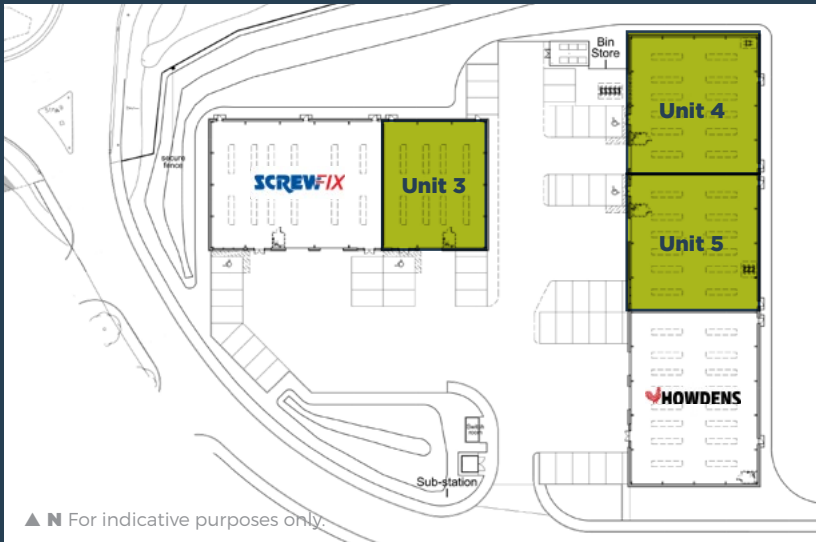 Bin
Store
Unit 4
secure
fence
SCREWFIX
Unit 3
Unit 5
HOWDENS
Switch
room
Sub-station
▲ N For indicative purposes only.